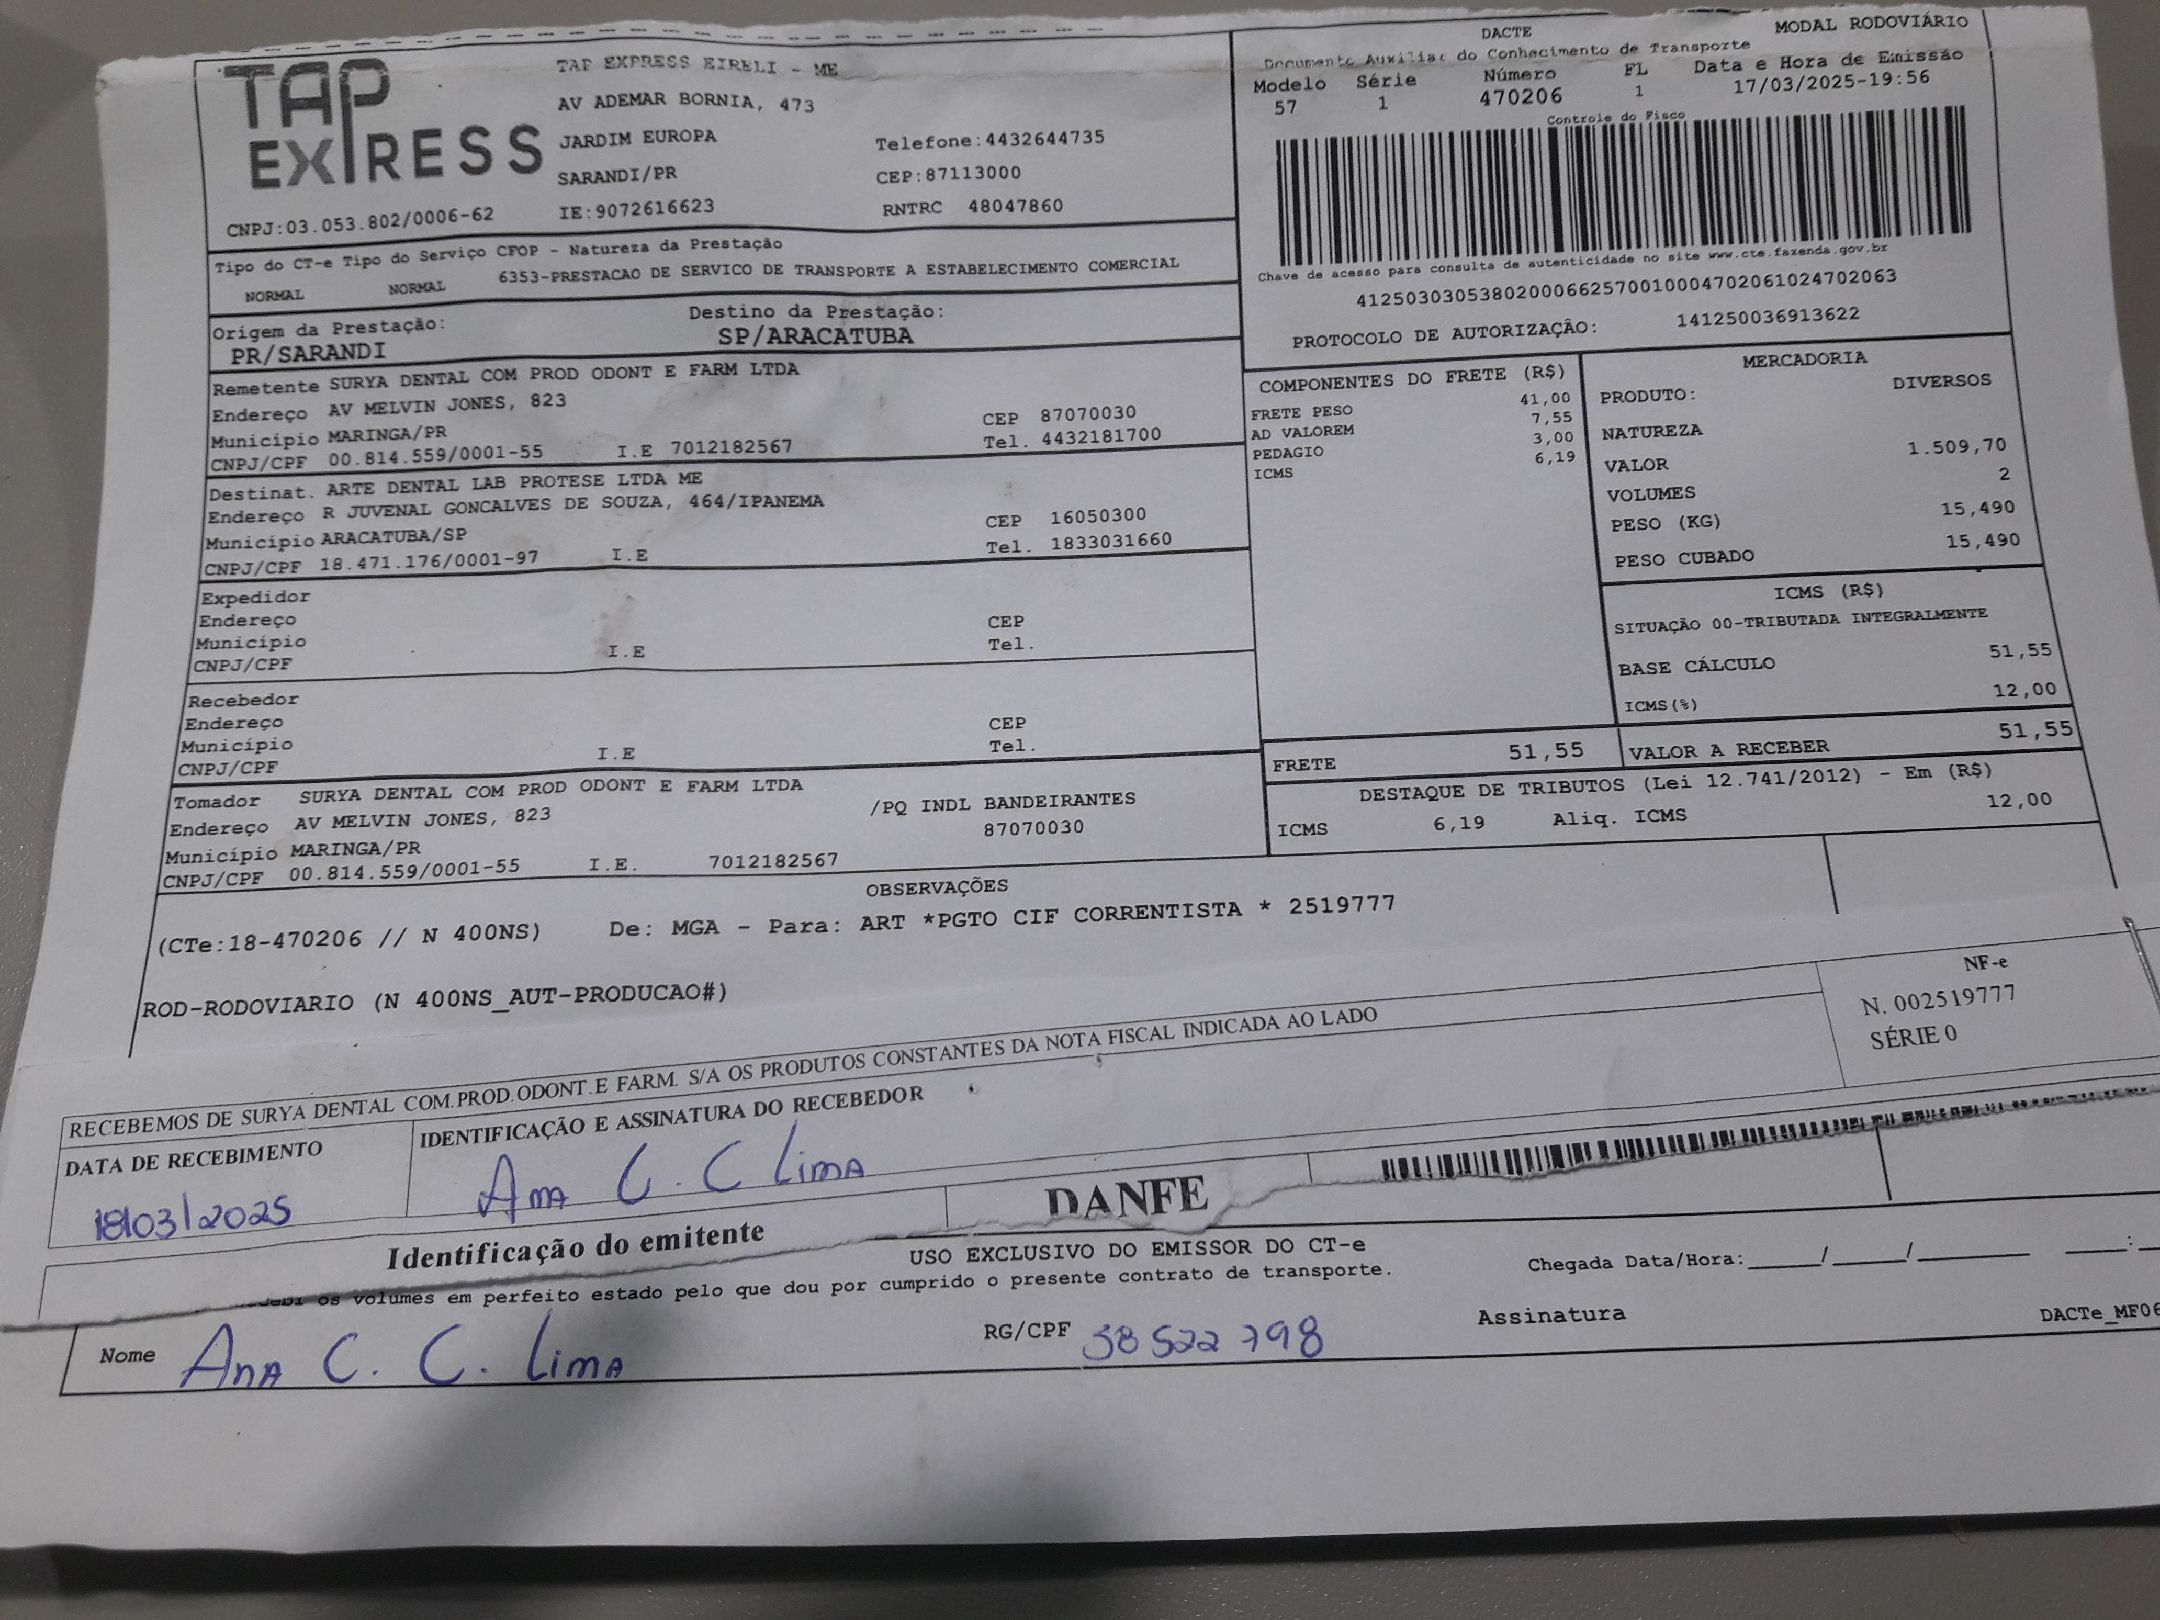 TAP
EXPRESS
TAP EXPRESS EIRELI - ME
AV ADEMAR BORNIA, 473
JARDIM EUROPA
Telefone:4432644735
SARANDI/PR
CEP:87113000
CNPJ:03.053.802/0006-62
IE:9072616623
RNTRC 48047860
DACTE
MODAL RODOVIÁRIO
Documento Auxiliar do Conhecimento de Transporte
Modelo Série Número FL Data e Hora de Emissão
57 1 470206 1 17/03/2025-19:56
Controle do Fisco
Chave de acesso para consulta de autenticidade no site www.cte.fazenda.gov.br
41250303053802000662570010004702061024702063
PROTOCOLO DE AUTORIZAÇÃO: 141250036913622
Tipo do CT-e Tipo do Serviço CFOP - Natureza da Prestação
NORMAL NORMAL 6353-PRESTACAO DE SERVICO DE TRANSPORTE A ESTABELECIMENTO COMERCIAL
Origem da Prestação: Destino da Prestação:
PR/SARANDI SP/ARACATUBA
Remetente SURYA DENTAL COM PROD ODONT E FARM LTDA
Endereço AV MELVIN JONES, 823 CEP 87070030
Município MARINGA/PR Tel. 4432181700
CNPJ/CPF 00.814.559/0001-55 I.E 7012182567
Destinat. ARTE DENTAL LAB PROTESE LTDA ME
Endereço R JUVENAL GONCALVES DE SOUZA, 464/IPANEMA CEP 16050300
Município ARACATUBA/SP Tel. 1833031660
CNPJ/CPF 18.471.176/0001-97 I.E
Expedidor
Endereço CEP
Município Tel.
CNPJ/CPF I.E
Recebedor
Endereço CEP
Município Tel.
CNPJ/CPF I.E
Tomador SURYA DENTAL COM PROD ODONT E FARM LTDA
Endereço AV MELVIN JONES, 823 /PQ INDL BANDEIRANTES
Município MARINGA/PR 87070030
CNPJ/CPF 00.814.559/0001-55 I.E. 7012182567
COMPONENTES DO FRETE (R$)
FRETE PESO 41,00
AD VALOREM 7,55
PEDAGIO 3,00
ICMS 6,19
MERCADORIA
PRODUTO: DIVERSOS
NATUREZA
VALOR 1.509,70
VOLUMES 2
PESO (KG) 15,490
PESO CUBADO 15,490
ICMS (R$)
SITUAÇÃO 00-TRIBUTADA INTEGRALMENTE
BASE CÁLCULO 51,55
ICMS(%) 12,00
FRETE 51,55 VALOR A RECEBER 51,55
DESTAQUE DE TRIBUTOS (Lei 12.741/2012) - Em (R$)
ICMS 6,19 Aliq. ICMS 12,00
OBSERVAÇÕES
(CTe:18-470206 // N 400NS) De: MGA - Para: ART *PGTO CIF CORRENTISTA * 2519777
ROD-RODOVIARIO (N 400NS_AUT-PRODUCAO#)
RECEBEMOS DE SURYA DENTAL COM.PROD.ODONT.E FARM. S/A OS PRODUTOS CONSTANTES DA NOTA FISCAL INDICADA AO LADO
NF-e
N. 002519777
SÉRIE 0
DATA DE RECEBIMENTO IDENTIFICAÇÃO E ASSINATURA DO RECEBEDOR
18/03/2025 Ana C. C Lima
Identificação do emitente DANFE
USO EXCLUSIVO DO EMISSOR DO CT-e
os volumes em perfeito estado pelo que dou por cumprido o presente contrato de transporte.
Chegada Data/Hora:______/_____/_________ _____:
Nome Ana C. C. Lima RG/CPF 38522798 Assinatura
DACTe_MF06